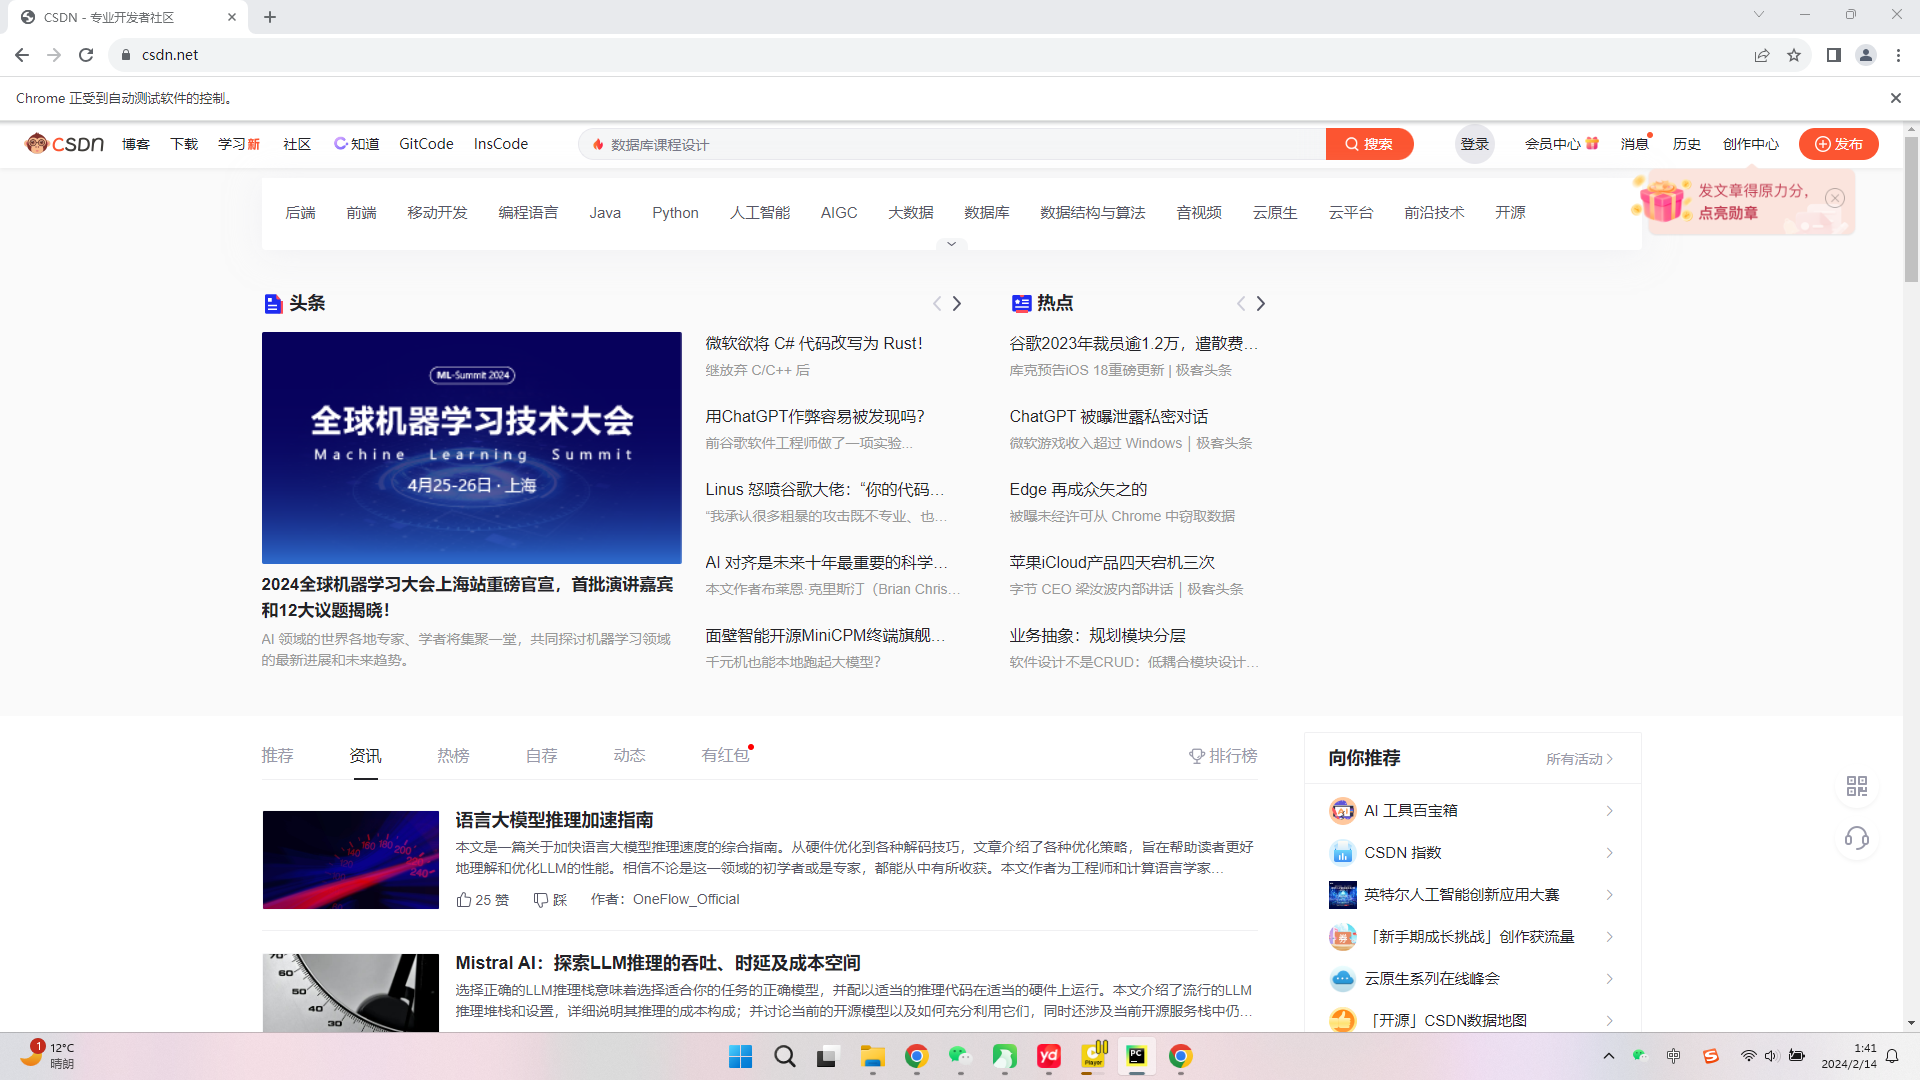 CSDN - 专业开发者社区
csdn.net
Chrome 正受到自动测试软件的控制。
CSDN 博客 下载 学习新 社区 C知道 GitCode InsCode 数据库课程设计 搜索 登录 会员中心 消息 历史 创作中心 发布
发文章得原力分，
点亮勋章
后端 前端 移动开发 编程语言 Java Python 人工智能 AIGC 大数据 数据库 数据结构与算法 音视频 云原生 云平台 前沿技术 开源
头条
ML-Summit 2024
全球机器学习技术大会
Machine Learning Summit
4月25-26日 · 上海
2024全球机器学习大会上海站重磅官宣，首批演讲嘉宾
和12大议题揭晓！
AI 领域的世界各地专家、学者将集聚一堂，共同探讨机器学习领域
的最新进展和未来趋势。
微软欲将 C# 代码改写为 Rust！
继放弃 C/C++ 后
用ChatGPT作弊容易被发现吗？
前谷歌软件工程师做了一项实验...
Linus 怒喷谷歌大佬：“你的代码…
“我承认很多粗暴的攻击既不专业、也…
AI 对齐是未来十年最重要的科学…
本文作者布莱恩·克里斯汀（Brian Chris…
面壁智能开源MiniCPM终端旗舰…
千元机也能本地跑起大模型？
热点
谷歌2023年裁员逾1.2万，遣散费…
库克预告iOS 18重磅更新 | 极客头条
ChatGPT 被曝泄露私密对话
微软游戏收入超过 Windows｜极客头条
Edge 再成众矢之的
被曝未经许可从 Chrome 中窃取数据
苹果iCloud产品四天宕机三次
字节 CEO 梁汝波内部讲话｜极客头条
业务抽象：规划模块分层
软件设计不是CRUD：低耦合模块设计…
推荐 资讯 热榜 自荐 动态 有红包 排行榜
语言大模型推理加速指南
本文是一篇关于加快语言大模型推理速度的综合指南。从硬件优化到各种解码技巧，文章介绍了各种优化策略，旨在帮助读者更好
地理解和优化LLM的性能。相信不论是这一领域的初学者或是专家，都能从中有所收获。本文作者为工程师和计算语言学家…
25 赞 踩 作者：OneFlow_Official
140 160 180 200 220 240
Mistral AI：探索LLM推理的吞吐、时延及成本空间
选择正确的LLM推理栈意味着选择适合你的任务的正确模型，并配以适当的推理代码在适当的硬件上运行。本文介绍了流行的LLM
推理堆栈和设置，详细说明其推理的成本构成；并讨论当前的开源模型以及如何充分利用它们，同时还涉及当前开源服务栈中仍…
70
60
50
40
30
向你推荐 所有活动
AI 工具百宝箱
CSDN 指数
英特尔人工智能创新应用大赛
「新手期成长挑战」创作获流量
云原生系列在线峰会
「开源」CSDN数据地图
1
12°C
晴朗
yd
Player
PC
中
1:41
2024/2/14